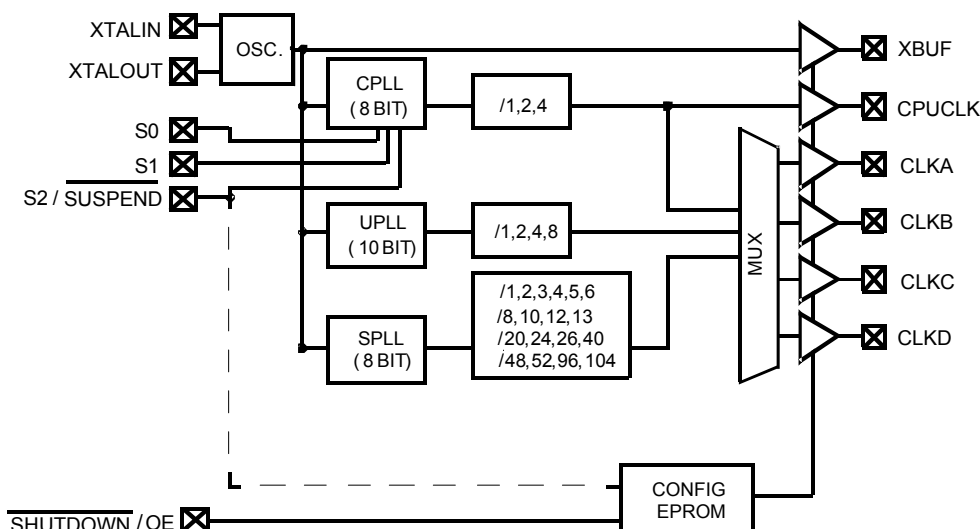 XTALIN
XTALOUT
OSC.
XBUF
CPLL
( 8 BIT)
/1,2,4
CPUCLK
S0
S1
S2 / SUSPEND
CLKA
UPLL
( 10 BIT)
/1,2,4,8
MUX
CLKB
CLKC
SPLL
( 8 BIT)
/1,2,3,4,5,6
/8,10,12,13
/20,24,26,40
/48,52,96,104
CLKD
CONFIG
EPROM
SHUTDOWN / OE